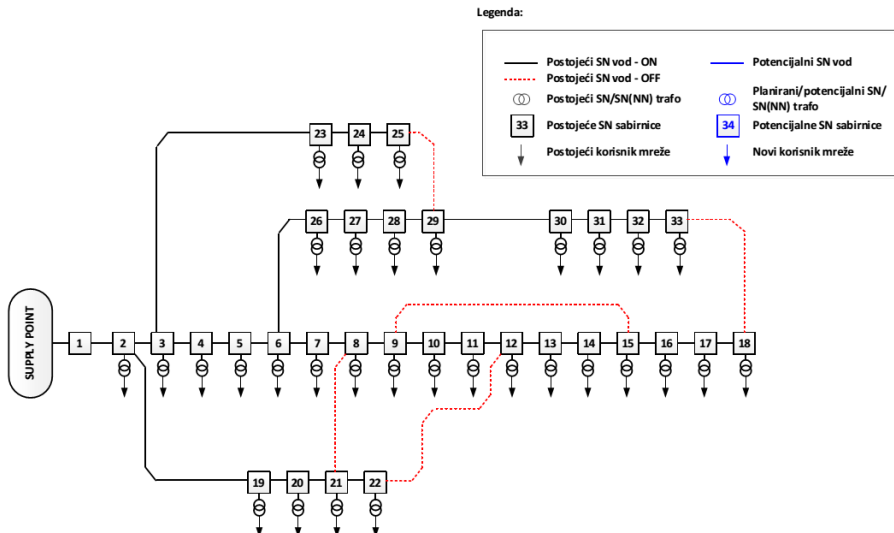 Legenda:
Postojeći SN vod - ON
Potencijalni SN vod
Postojeći SN vod - OFF
Postojeći SN/SN(NN) trafo
Planirani/potencijalni SN/
SN(NN) trafo
33 Postojeće SN sabirnice
34 Potencijalne SN sabirnice
Postojeći korisnik mreže
Novi korisnik mreže
23 24 25
26 27 28 29 30 31 32 33
SUPPLY POINT
1 2 3 4 5 6 7 8 9 10 11 12 13 14 15 16 17 18
19 20 21 22